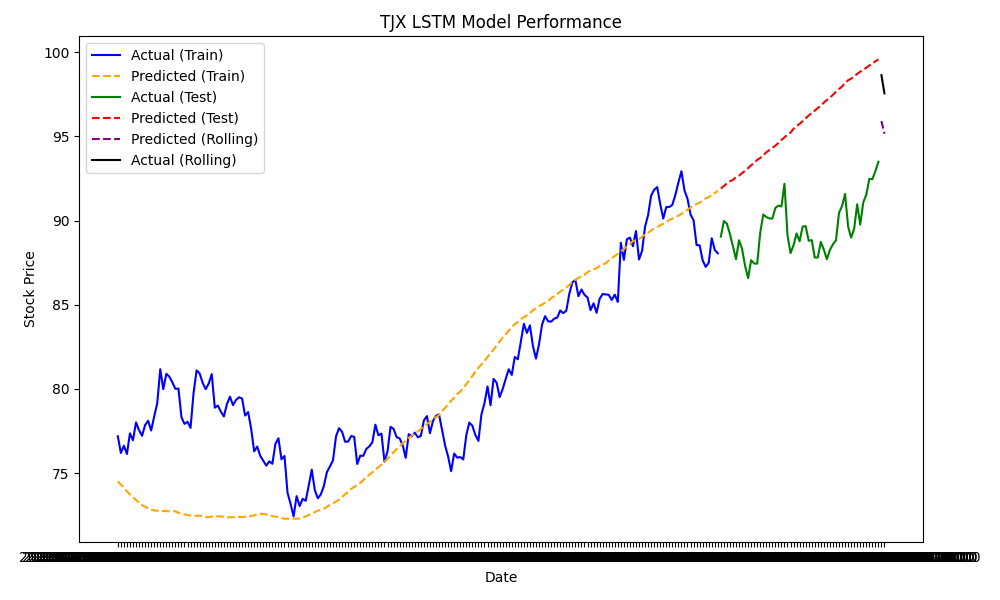 TJX LSTM Model Performance
Actual (Train)
Predicted (Train)
Actual (Test)
Predicted (Test)
Predicted (Rolling)
Actual (Rolling)
100
95
90
85
80
75
Stock Price
Date